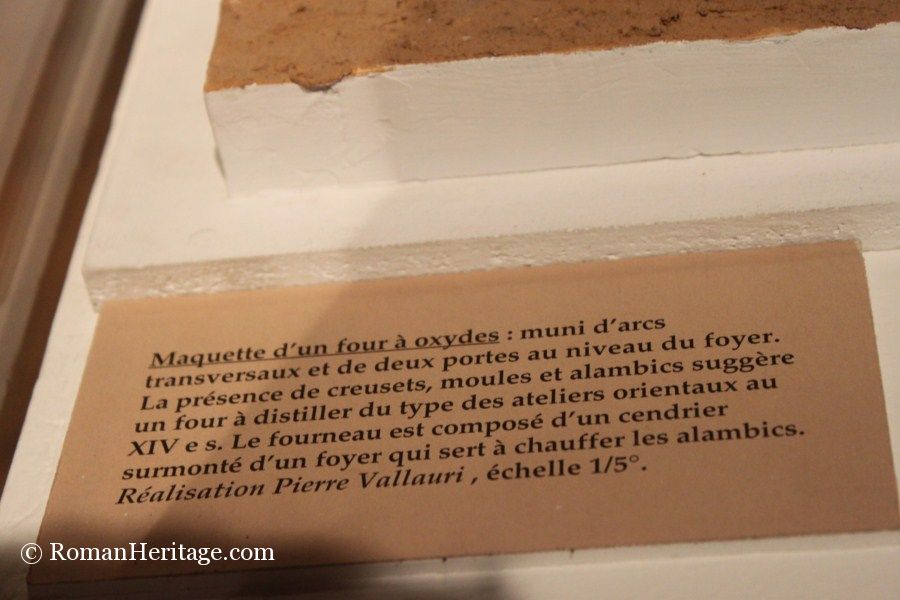 Maquette d'un four à oxydes : muni d'arcs
transversaux et de deux portes au niveau du foyer.
La présence de creusets, moules et alambics suggère
un four à distiller du type des ateliers orientaux au
XIV e s. Le fourneau est composé d'un cendrier
surmonté d'un foyer qui sert à chauffer les alambics.
Réalisation Pierre Vallauri , échelle 1/5°.
© RomanHeritage.com